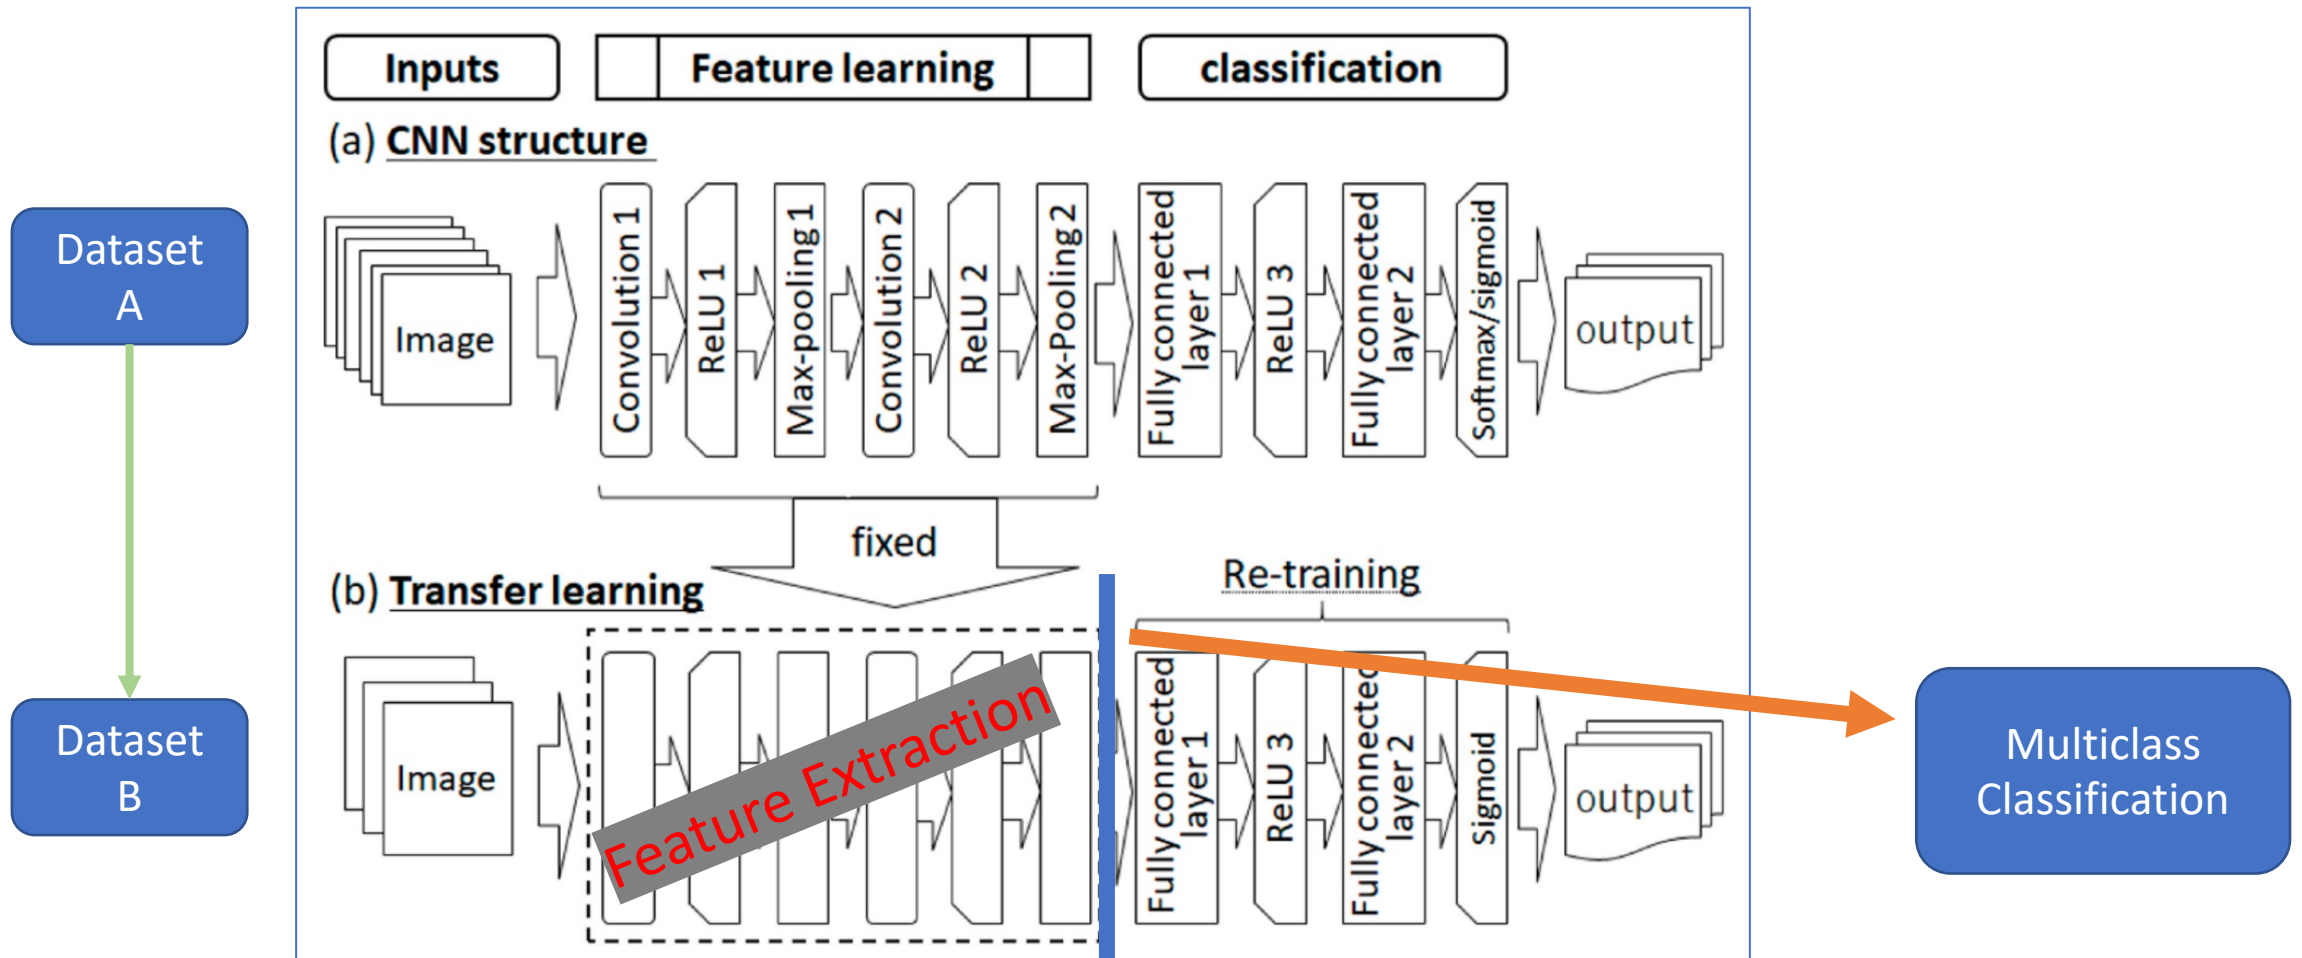 Inputs
Feature learning
classification
(a) CNN structure
Dataset
A
Image
Convolution 1
ReLU 1
Max-pooling 1
Convolution 2
ReLU 2
Max-Pooling 2
Fully connected
layer 1
ReLU 3
Fully connected
layer 2
Softmax/sigmoid
output
fixed
(b) Transfer learning
Re-training
Dataset
B
Image
Feature Extraction
Fully connected
layer 1
ReLU 3
Fully connected
layer 2
Sigmoid
output
Multiclass
Classification